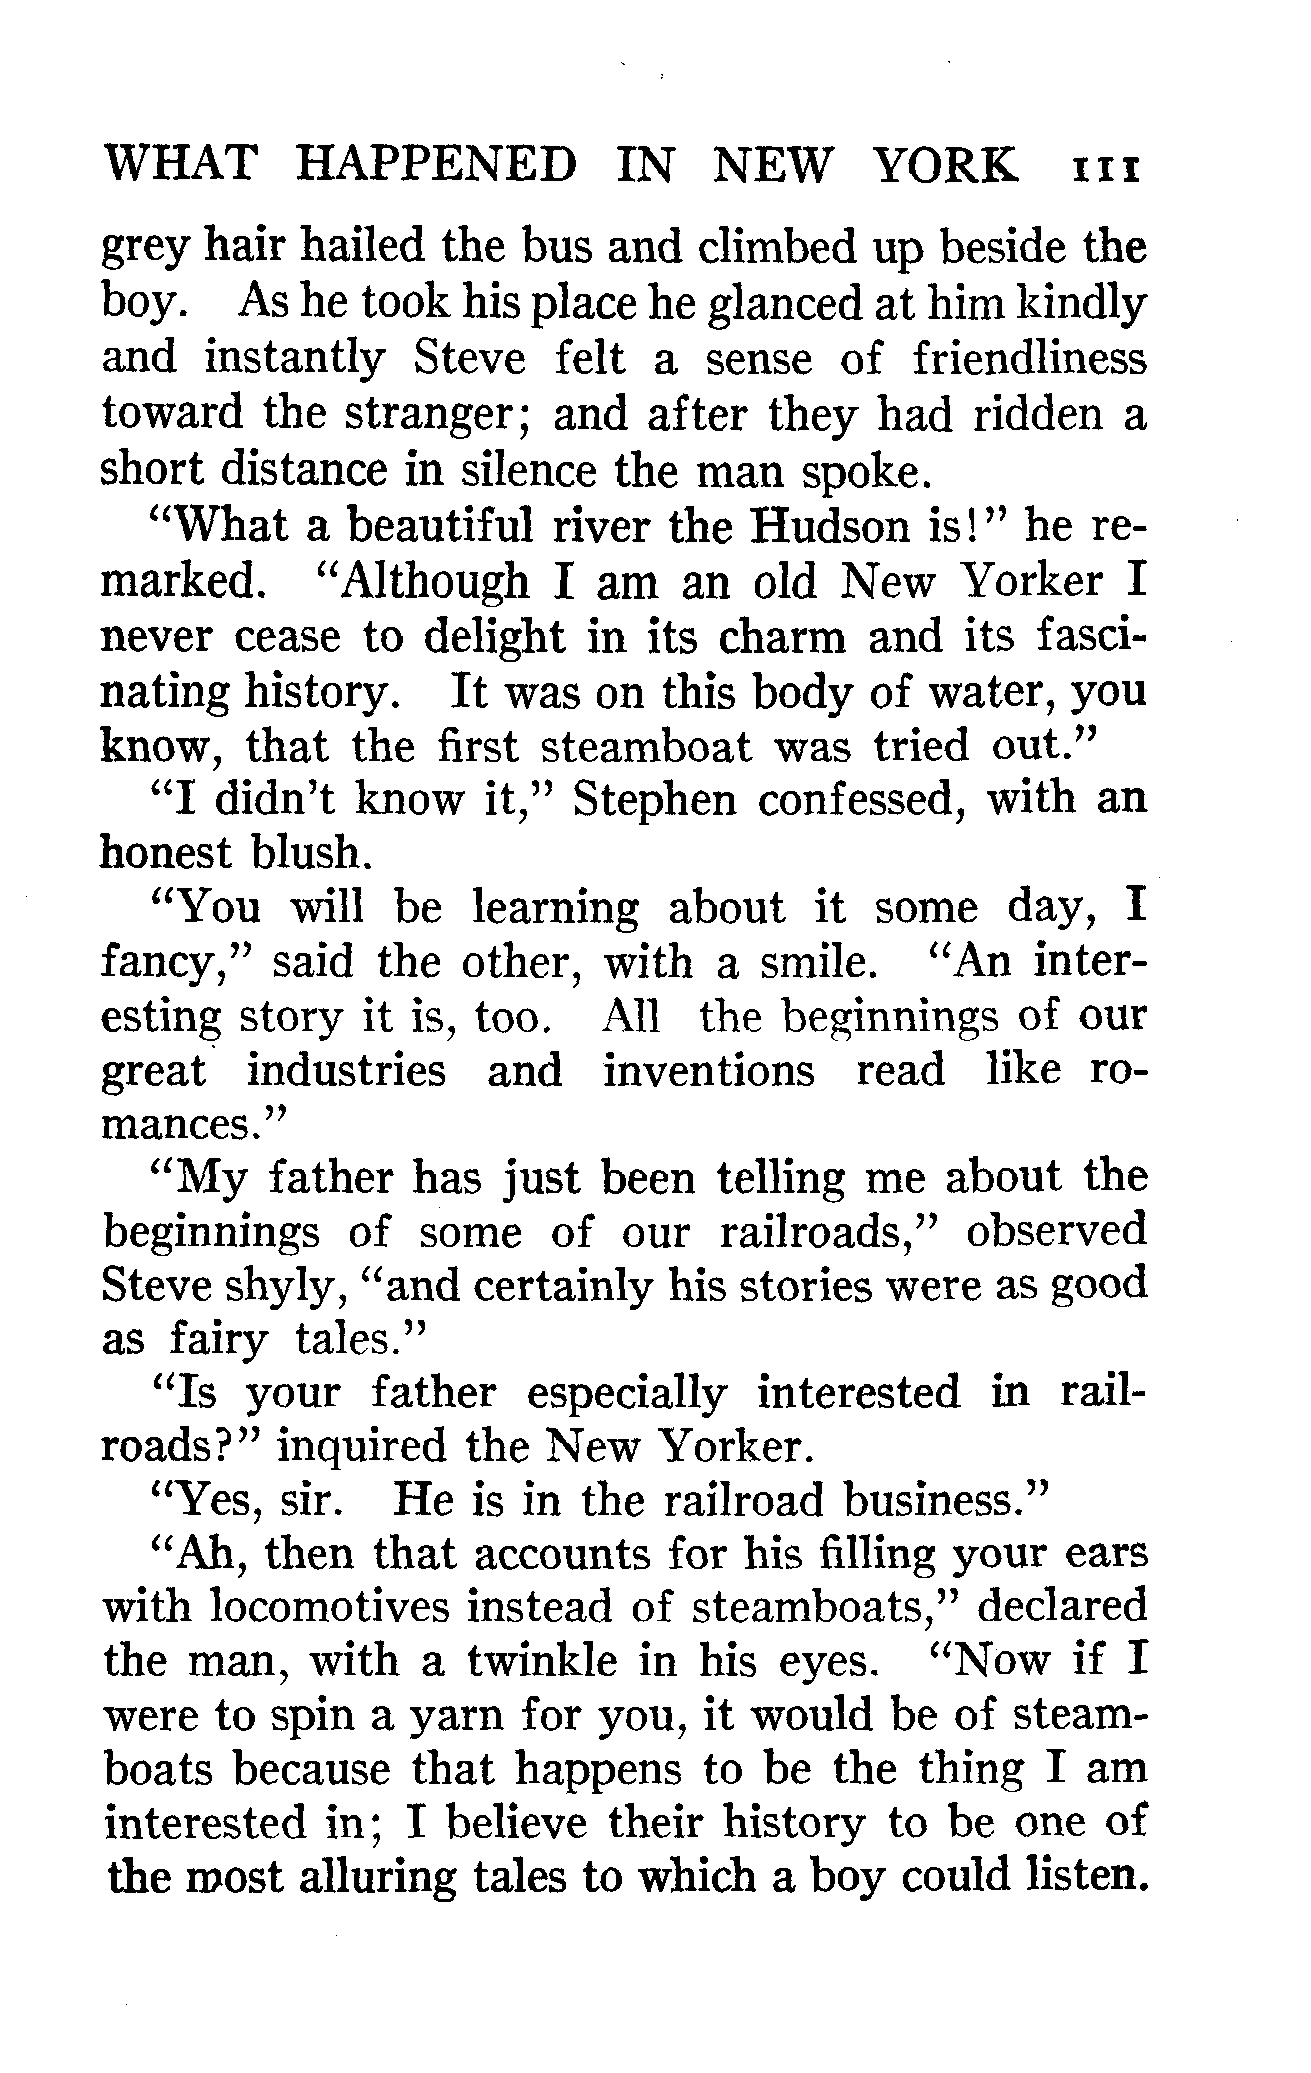 WHAT HAPPENED IN NEW YORK 111
grey hair hailed the bus and climbed up beside the
boy. As he took his place he glanced at him kindly
and instantly Steve felt a sense of friendliness
toward the stranger; and after they had ridden a
short distance in silence the man spoke.
“What a beautiful river the Hudson is!” he re-
marked. “Although I am an old New Yorker I
never cease to delight in its charm and its fasci-
nating history. It was on this body of water, you
know, that the first steamboat was tried out.”
“I didn’t know it,” Stephen confessed, with an
honest blush.
“You will be learning about it some day, I
fancy,” said the other, with a smile. “An inter-
esting story it is, too. All the beginnings of our
great industries and inventions read like ro-
mances.”
“My father has just been telling me about the
beginnings of some of our railroads,” observed
Steve shyly, “and certainly his stories were as good
as fairy tales.”
“Is your father especially interested in rail-
roads?” inquired the New Yorker.
“Yes, sir. He is in the railroad business.”
“Ah, then that accounts for his filling your ears
with locomotives instead of steamboats,” declared
the man, with a twinkle in his eyes. “Now if I
were to spin a yarn for you, it would be of steam-
boats because that happens to be the thing I am
interested in; I believe their history to be one of
the most alluring tales to which a boy could listen.